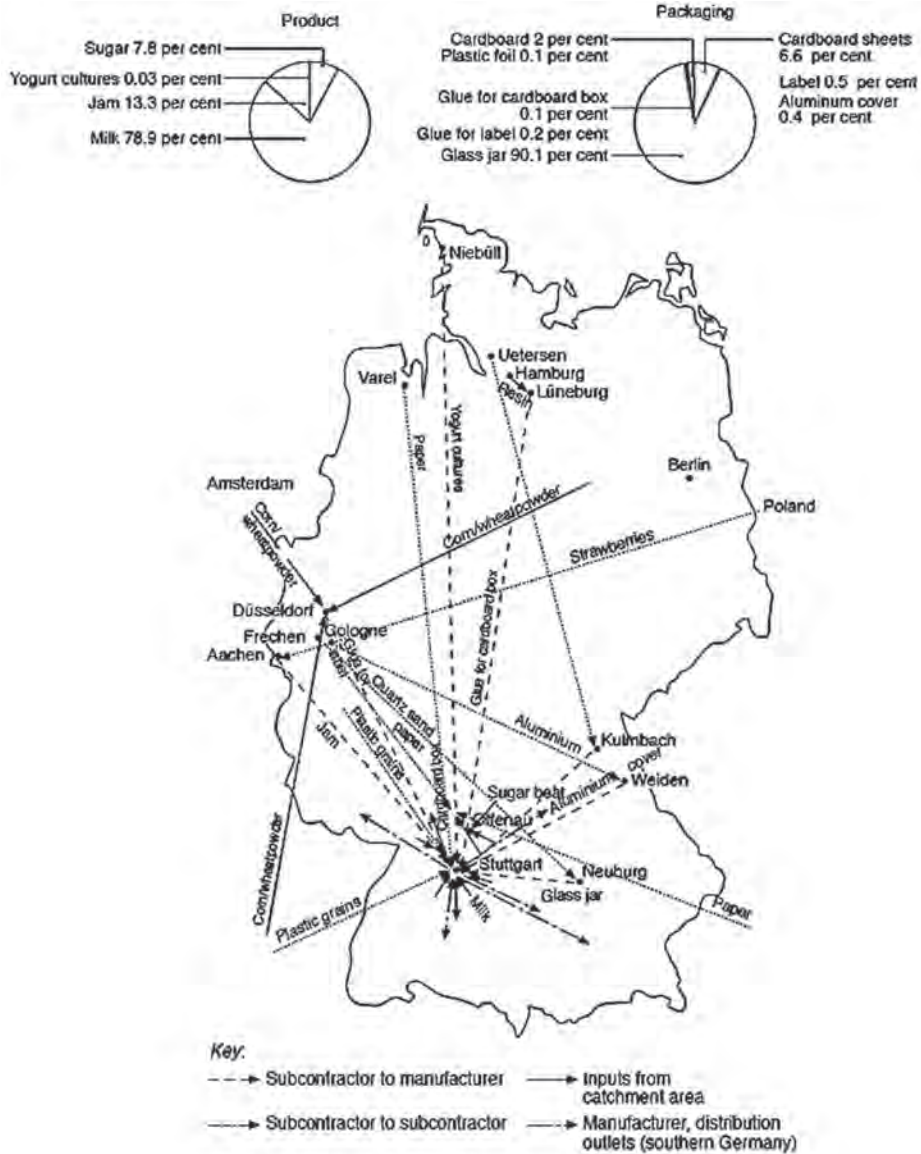 Product
Sugar 7.8 per cent
Yogurt cultures 0.03 per cent
Jam 13.3 per cent
Milk 78.9 per cent
Packaging
Cardboard 2 per cent
Plastic foil 0.1 per cent
Glue for cardboard box
0.1 per cent
Glue for label 0.2 per cent
Glass jar 90.1 per cent
Cardboard sheets
6.6 per cent
Label 0.5 per cent
Aluminum cover
0.4 per cent
Niebüll
Uetersen
Hamburg
Resin
Lüneburg
Varel
Paper
Yogurt cultures
Berlin
Amsterdam
Corn/
wheatpowder
Corn/wheatpowder
Poland
Strawberries
Düsseldorf
Frechen
Gologne
Aachen
Glue for cardboard box
Quartz sand
paper
Plastic grains
Jam
Cardboard box
Aluminium
Kulmbach
Aluminium cover
Weiden
Sugar beat
Offenau
Stuttgart
Neuburg
Glass jar
Milk
Paper
Corn/wheatpowder
Plastic grains
Key:
Subcontractor to manufacturer
Inputs from
catchment area
Subcontractor to subcontractor
Manufacturer, distribution
outlets (southern Germany)